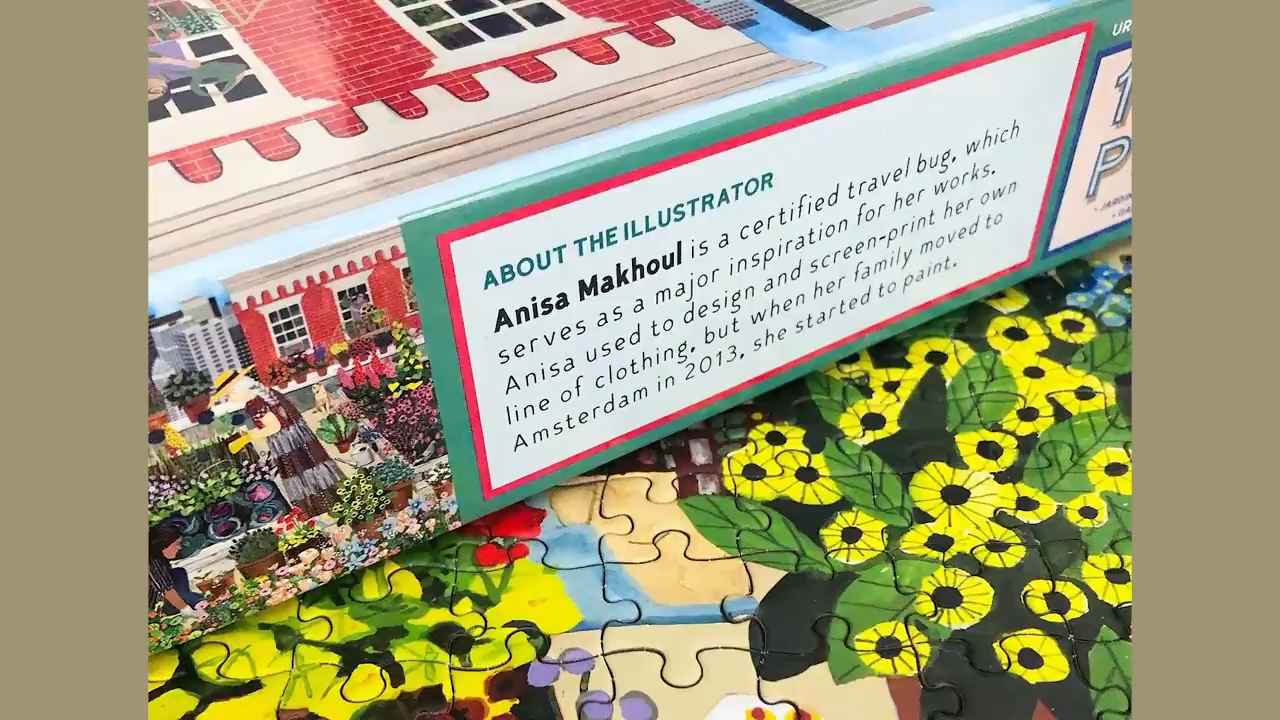 ABOUT THE ILLUSTRATOR
Anisa Makhoul is a certified travel bug, which
serves as a major inspiration for her works.
Anisa used to design and screen-print her own
line of clothing, but when her family moved to
Amsterdam in 2013, she started to paint.